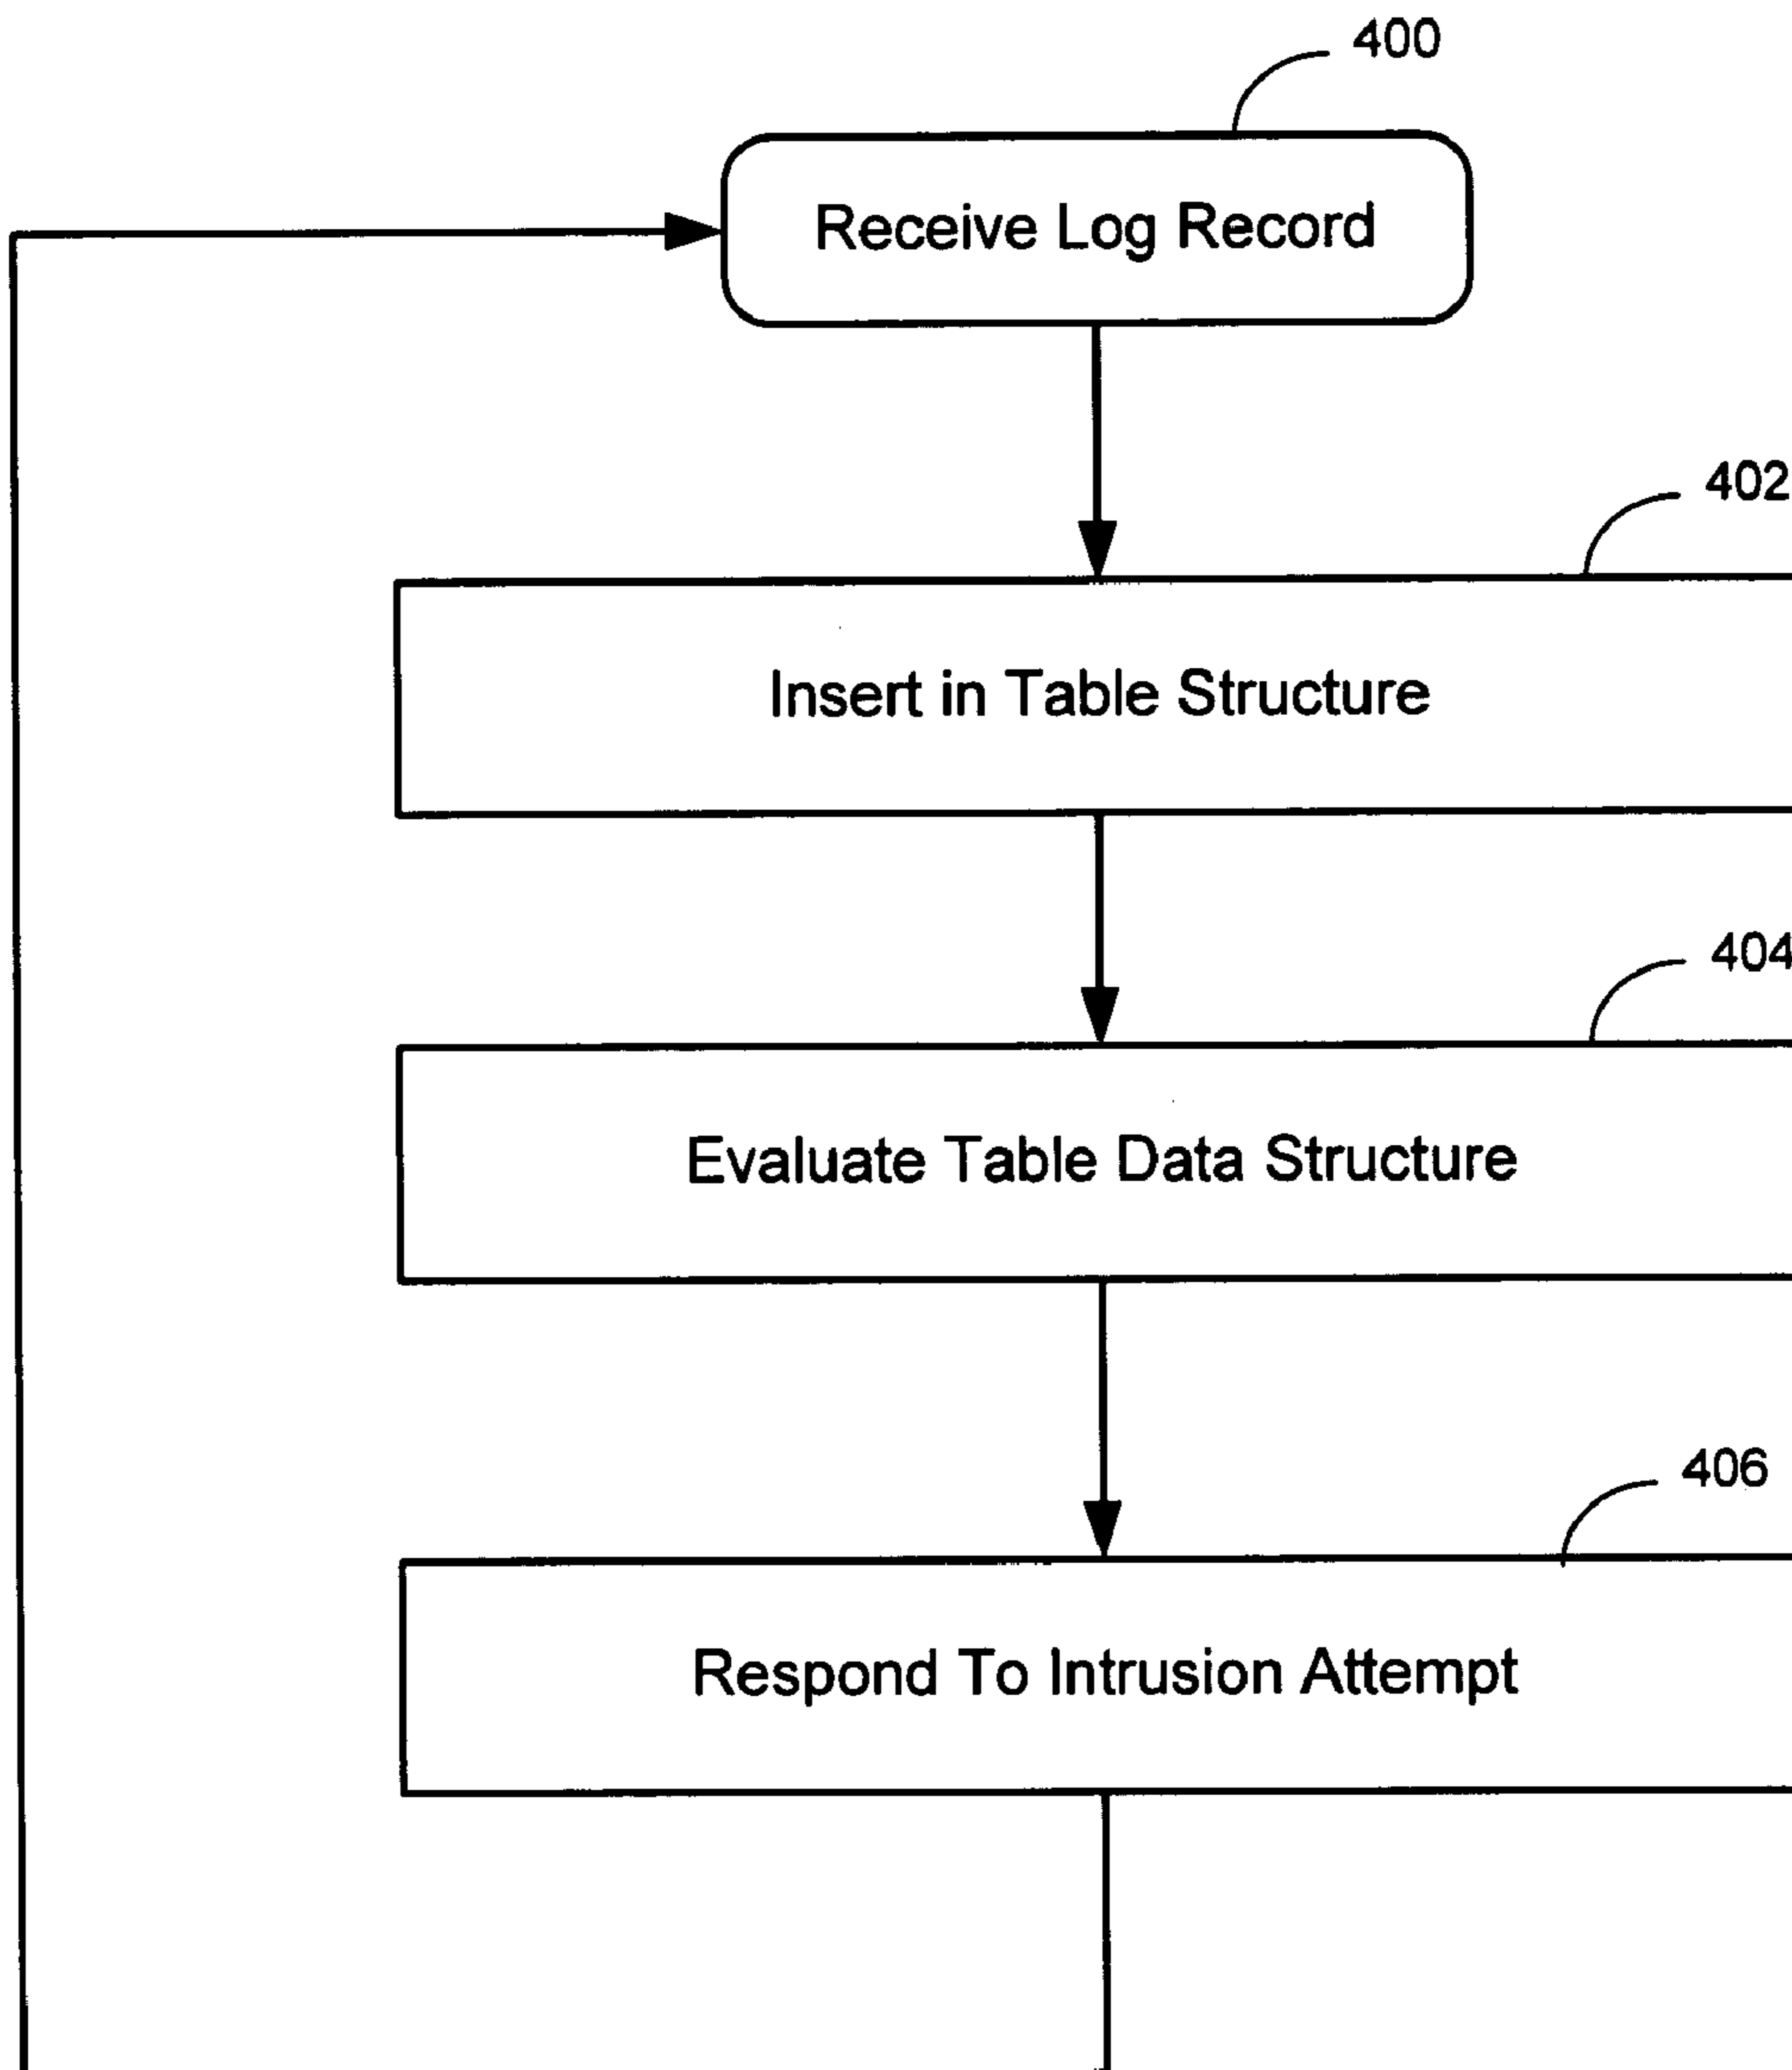 400
Receive Log Record
402
Insert in Table Structure
404
Evaluate Table Data Structure
406
Respond To Intrusion Attempt